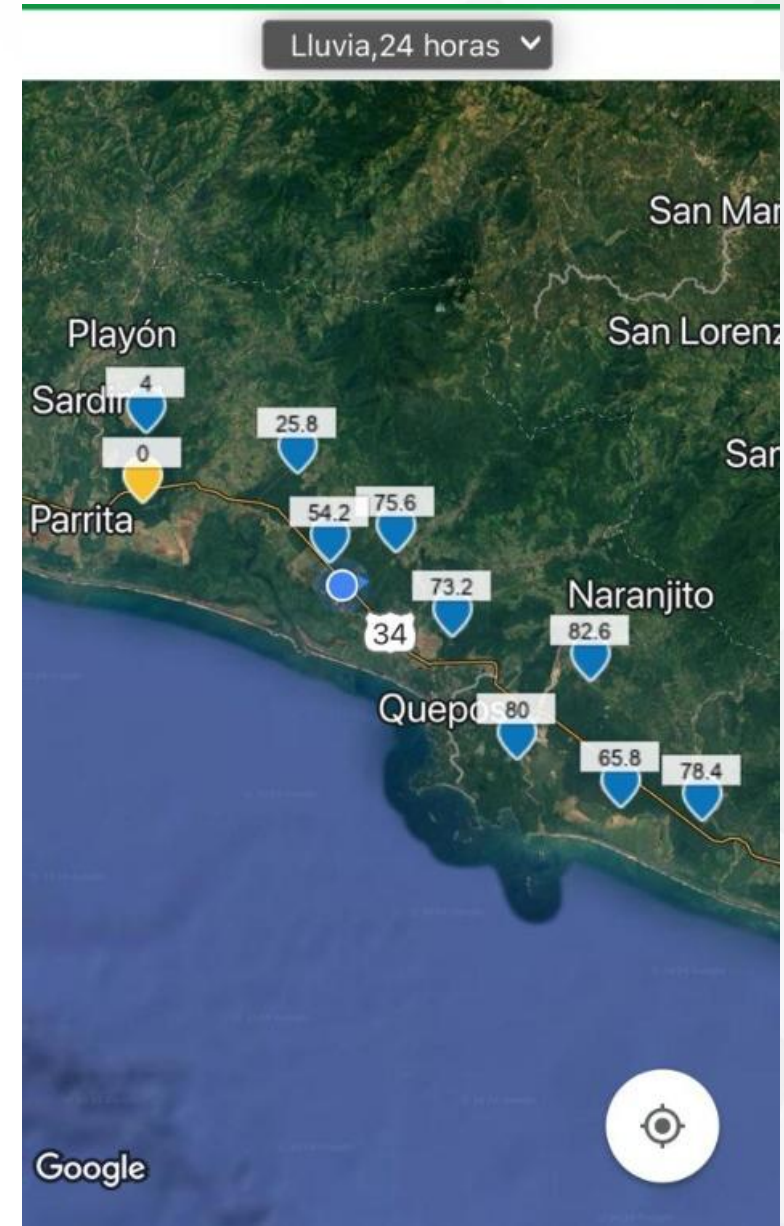 Lluvia,24 horas
San Mar
San Lorenz
Playón
4
Sardin
25.8
0
San
54.2
75.6
Parrita
73.2
Naranjito
34
82.6
Quepos
80
65.8
78.4
Google